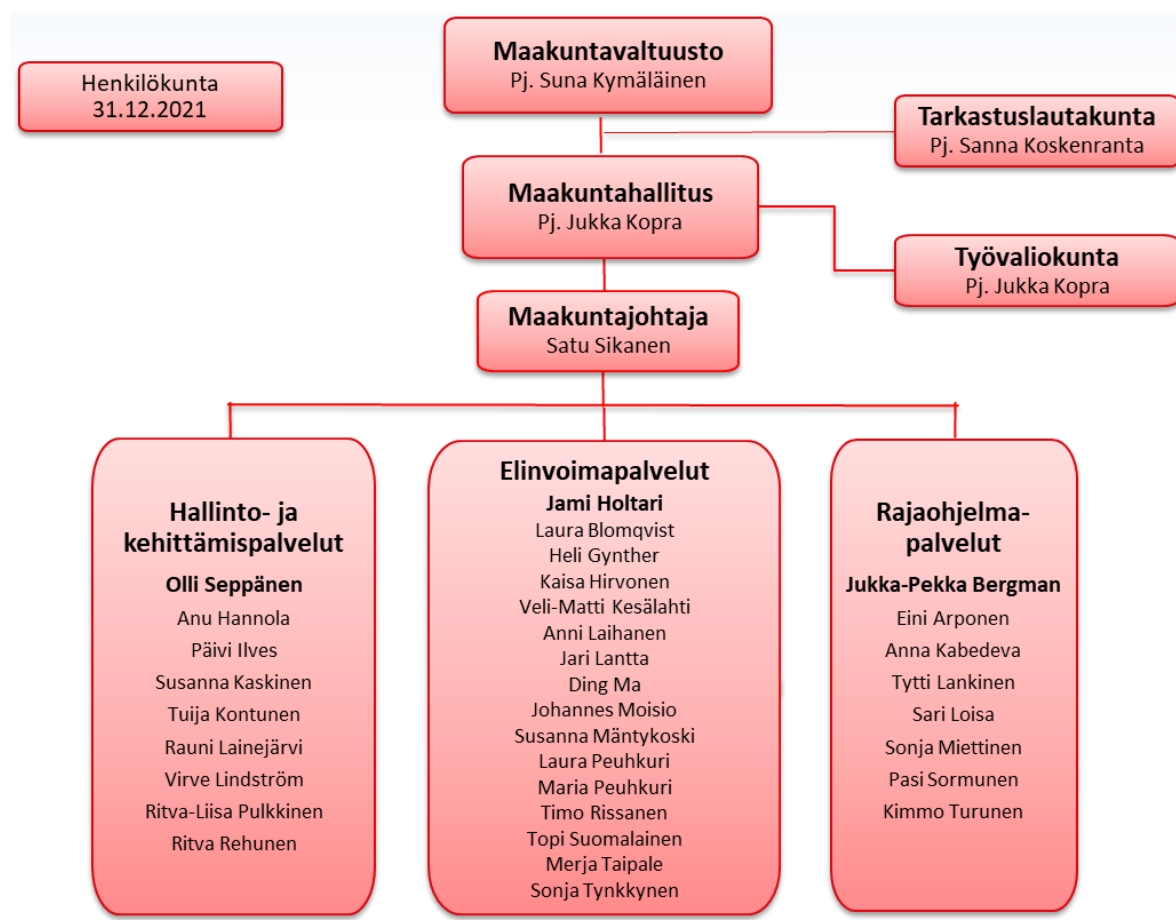 Maakuntavaltuusto
Pj. Suna Kymäläinen
Henkilökunta
31.12.2021
Tarkastuslautakunta
Pj. Sanna Koskenranta
Maakuntahallitus
Pj. Jukka Kopra
Työvaliokunta
Pj. Jukka Kopra
Maakuntajohtaja
Satu Sikanen
Hallinto- ja
kehittämispalvelut
Olli Seppänen
Anu Hannola
Päivi Ilves
Susanna Kaskinen
Tuija Kontunen
Rauni Lainejärvi
Virve Lindström
Ritva-Liisa Pulkkinen
Ritva Rehunen
Elinvoimapalvelut
Jami Holtari
Laura Blomqvist
Heli Gynther
Kaisa Hirvonen
Veli-Matti Kesälahti
Anni Laihanen
Jari Lantta
Ding Ma
Johannes Moisio
Susanna Mäntykoski
Laura Peuhkuri
Maria Peuhkuri
Timo Rissanen
Topi Suomalainen
Merja Taipale
Sonja Tynkkynen
Rajaohjelma-
palvelut
Jukka-Pekka Bergman
Eini Arponen
Anna Kabedeva
Tytti Lankinen
Sari Loisa
Sonja Miettinen
Pasi Sormunen
Kimmo Turunen